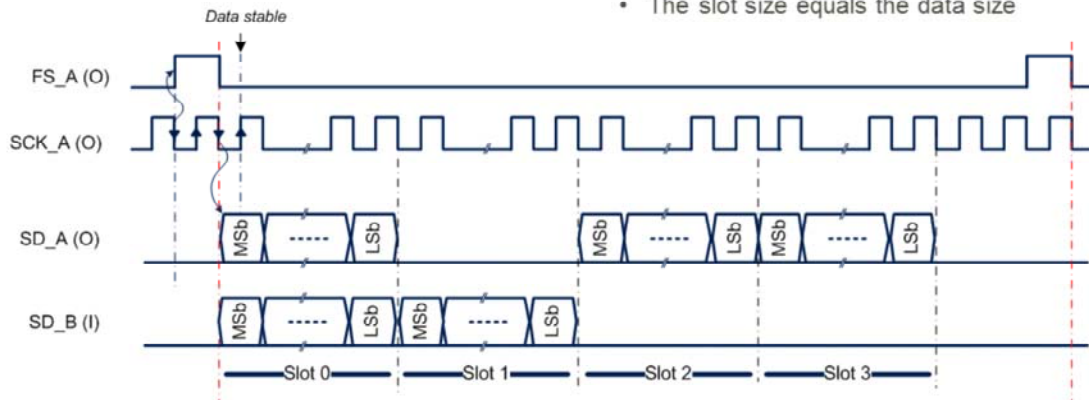 • The slot size equals the data size
Data stable
FS_A (O)
SCK_A (O)
SD_A (O)
MSb ----- LSb MSb ----- LSb MSb ----- LSb
SD_B (I)
MSb ----- LSb MSb ----- LSb
Slot 0 Slot 1 Slot 2 Slot 3